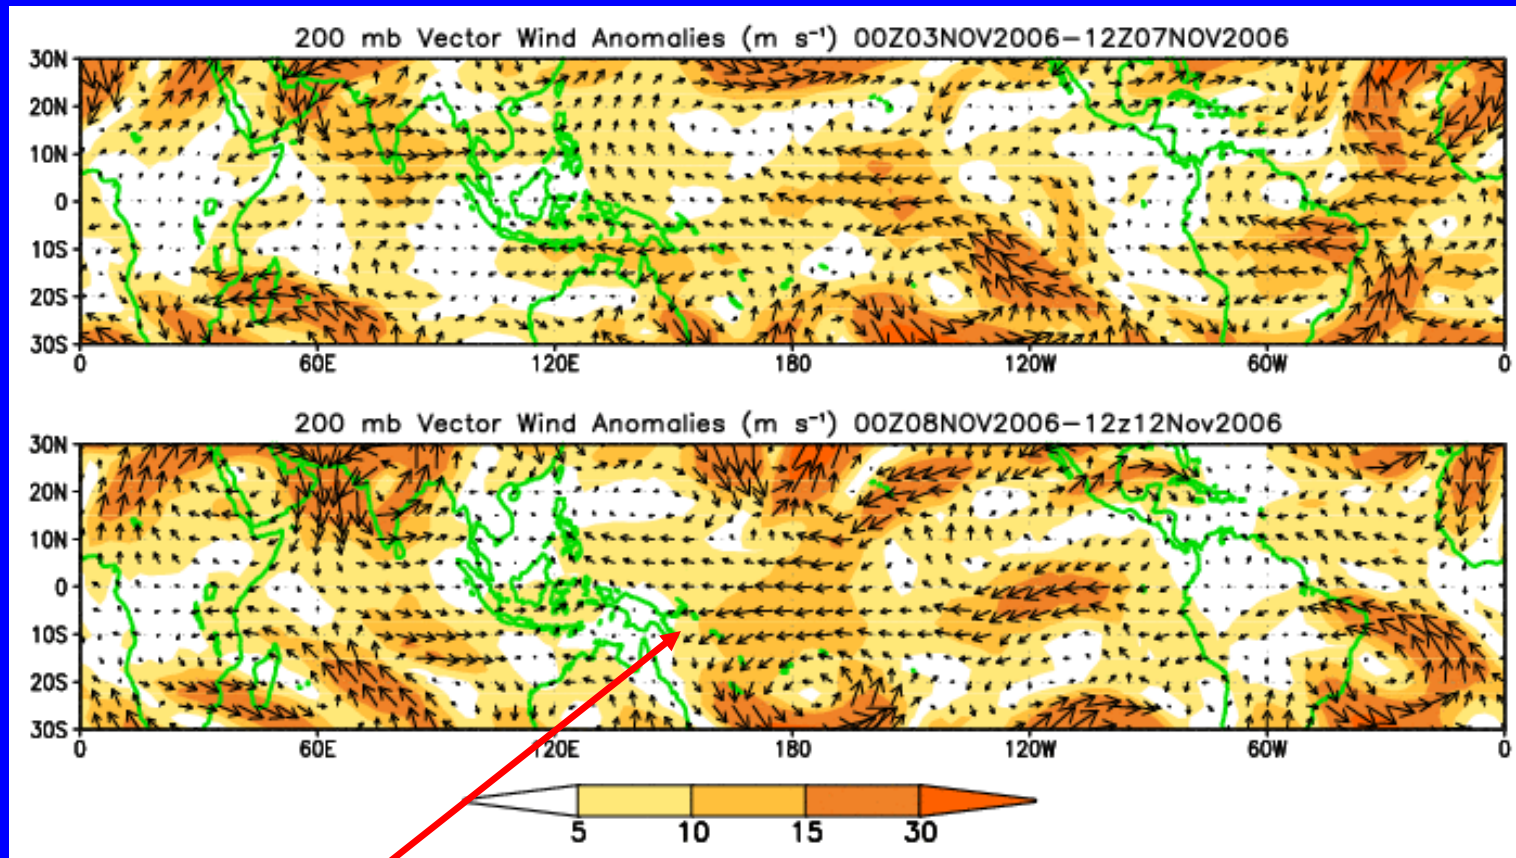 200 mb Vector Wind Anomalies (m s⁻¹) 00Z03NOV2006–12Z07NOV2006
30N
20N
10N
0
10S
20S
30S
0 60E 120E 180 120W 60W 0
200 mb Vector Wind Anomalies (m s⁻¹) 00Z08NOV2006–12z12Nov2006
30N
20N
10N
0
10S
20S
30S
0 60E 120E 180 120W 60W 0
5 10 15 30